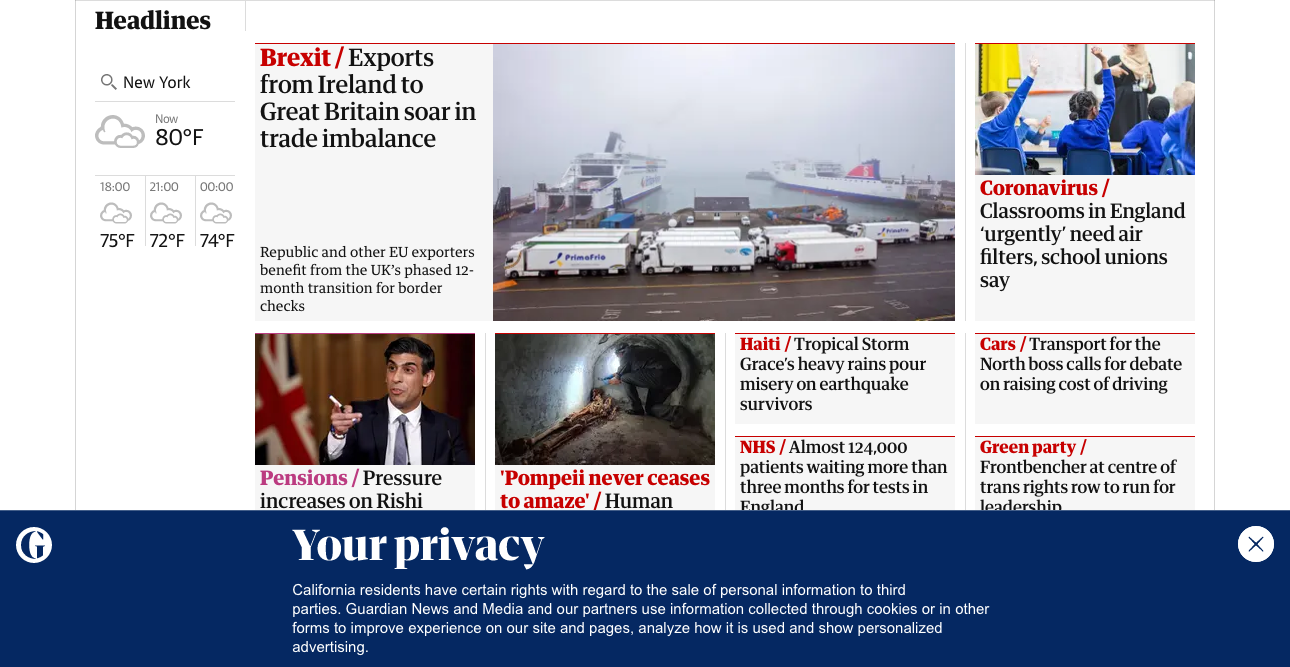 Headlines
New York
Now
80°F
18:00
21:00
00:00
75°F
72°F
74°F
Brexit / Exports
from Ireland to
Great Britain soar in
trade imbalance
Republic and other EU exporters
benefit from the UK’s phased 12-
month transition for border
checks
PrimaFrio
PrimaFrio
Coronavirus /
Classrooms in England
‘urgently’ need air
filters, school unions
say
Pensions / Pressure
increases on Rishi
'Pompeii never ceases
to amaze' / Human
Haiti / Tropical Storm
Grace’s heavy rains pour
misery on earthquake
survivors
NHS / Almost 124,000
patients waiting more than
three months for tests in
England
Cars / Transport for the
North boss calls for debate
on raising cost of driving
Green party /
Frontbencher at centre of
trans rights row to run for
leadership
G
Your privacy
California residents have certain rights with regard to the sale of personal information to third
parties. Guardian News and Media and our partners use information collected through cookies or in other
forms to improve experience on our site and pages, analyze how it is used and show personalized
advertising.